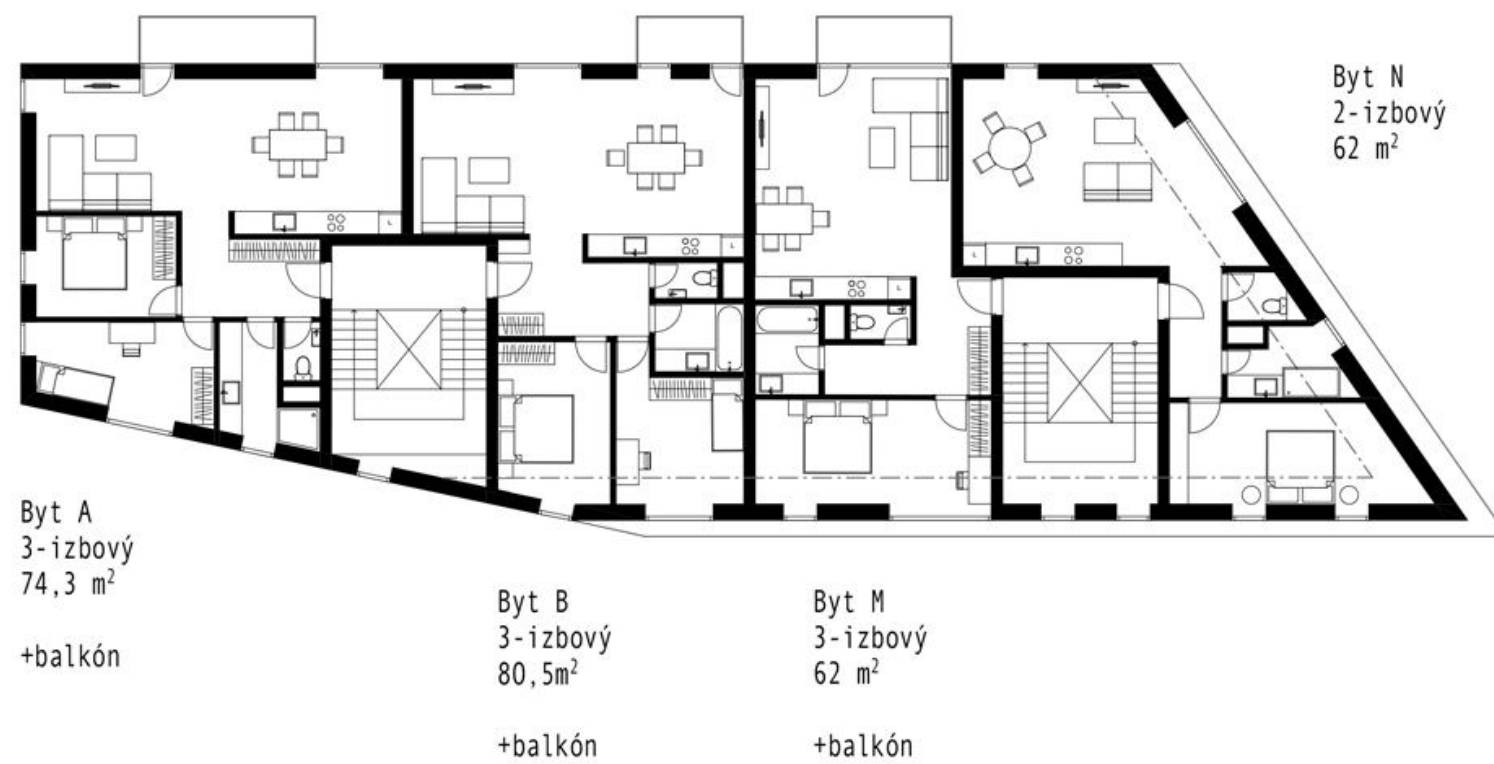 Byt N
2-izbový
62 m²
Byt A
3-izbový
74,3 m²
+balkón
Byt B
3-izbový
80,5m²
+balkón
Byt M
3-izbový
62 m²
+balkón
L
L
L
L